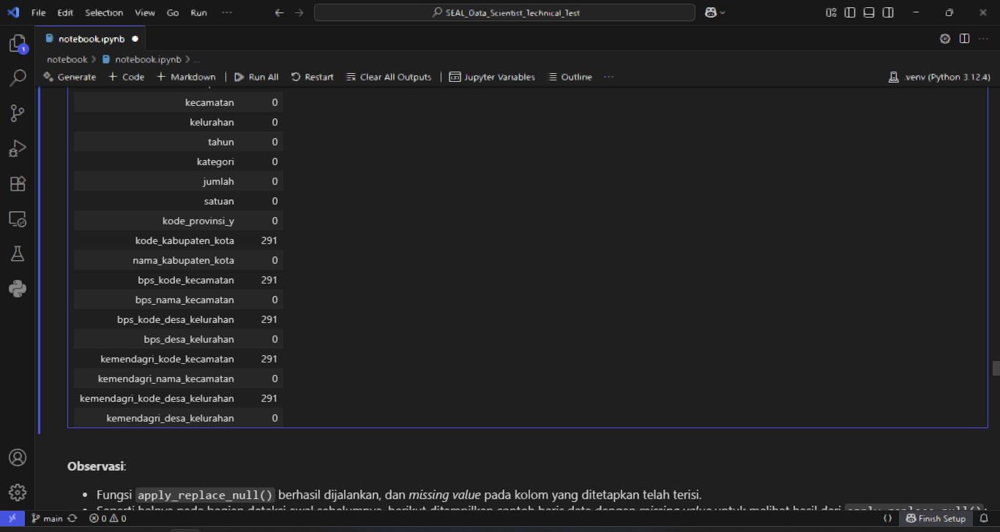 File Edit Selection View Go Run ··· SEAL_Data_Scientist_Technical_Test
notebook.ipynb
1
notebook > notebook.ipynb > ...
Generate + Code + Markdown Run All Restart Clear All Outputs Jupyter Variables Outline ··· .venv (Python 3.12.4)
kecamatan 0
kelurahan 0
tahun 0
kategori 0
jumlah 0
satuan 0
kode_provinsi_y 0
kode_kabupaten_kota 291
nama_kabupaten_kota 0
bps_kode_kecamatan 291
bps_nama_kecamatan 0
bps_kode_desa_kelurahan 291
bps_desa_kelurahan 0
kemendagri_kode_kecamatan 291
kemendagri_nama_kecamatan 0
kemendagri_kode_desa_kelurahan 291
kemendagri_desa_kelurahan 0
Observasi:
• Fungsi apply_replace_null() berhasil dijalankan, dan missing value pada kolom yang ditetapkan telah terisi.
• Seperti halnya pada bagian deteksi awal sebelumnya, berikut ditampilkan contoh baris data dengan missing value untuk melihat hasil dari apply_replace_null():
main 0 0 {} Finish Setup